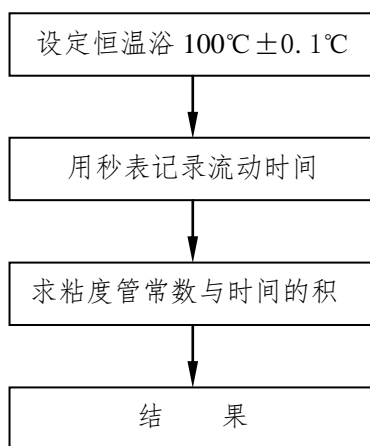 设定恒温浴 100℃±0.1℃
用秒表记录流动时间
求粘度管常数与时间的积
结 果